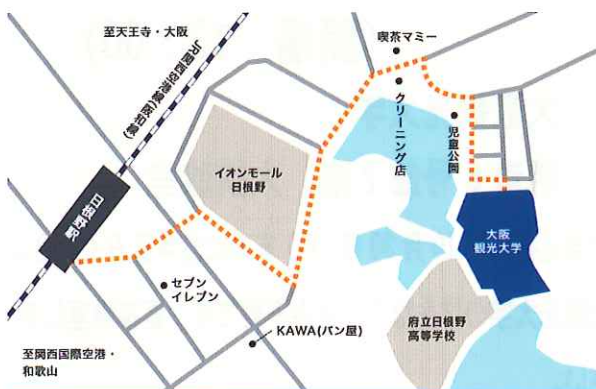 至天王寺・大阪
JR関西空港線(阪和線)
喫茶マミー
クリーニング店
児童公園
イオンモール
日根野
日根野駅
大阪
観光大学
セブン
イレブン
府立日根野
高等学校
KAWA(パン屋)
至関西国際空港・
和歌山